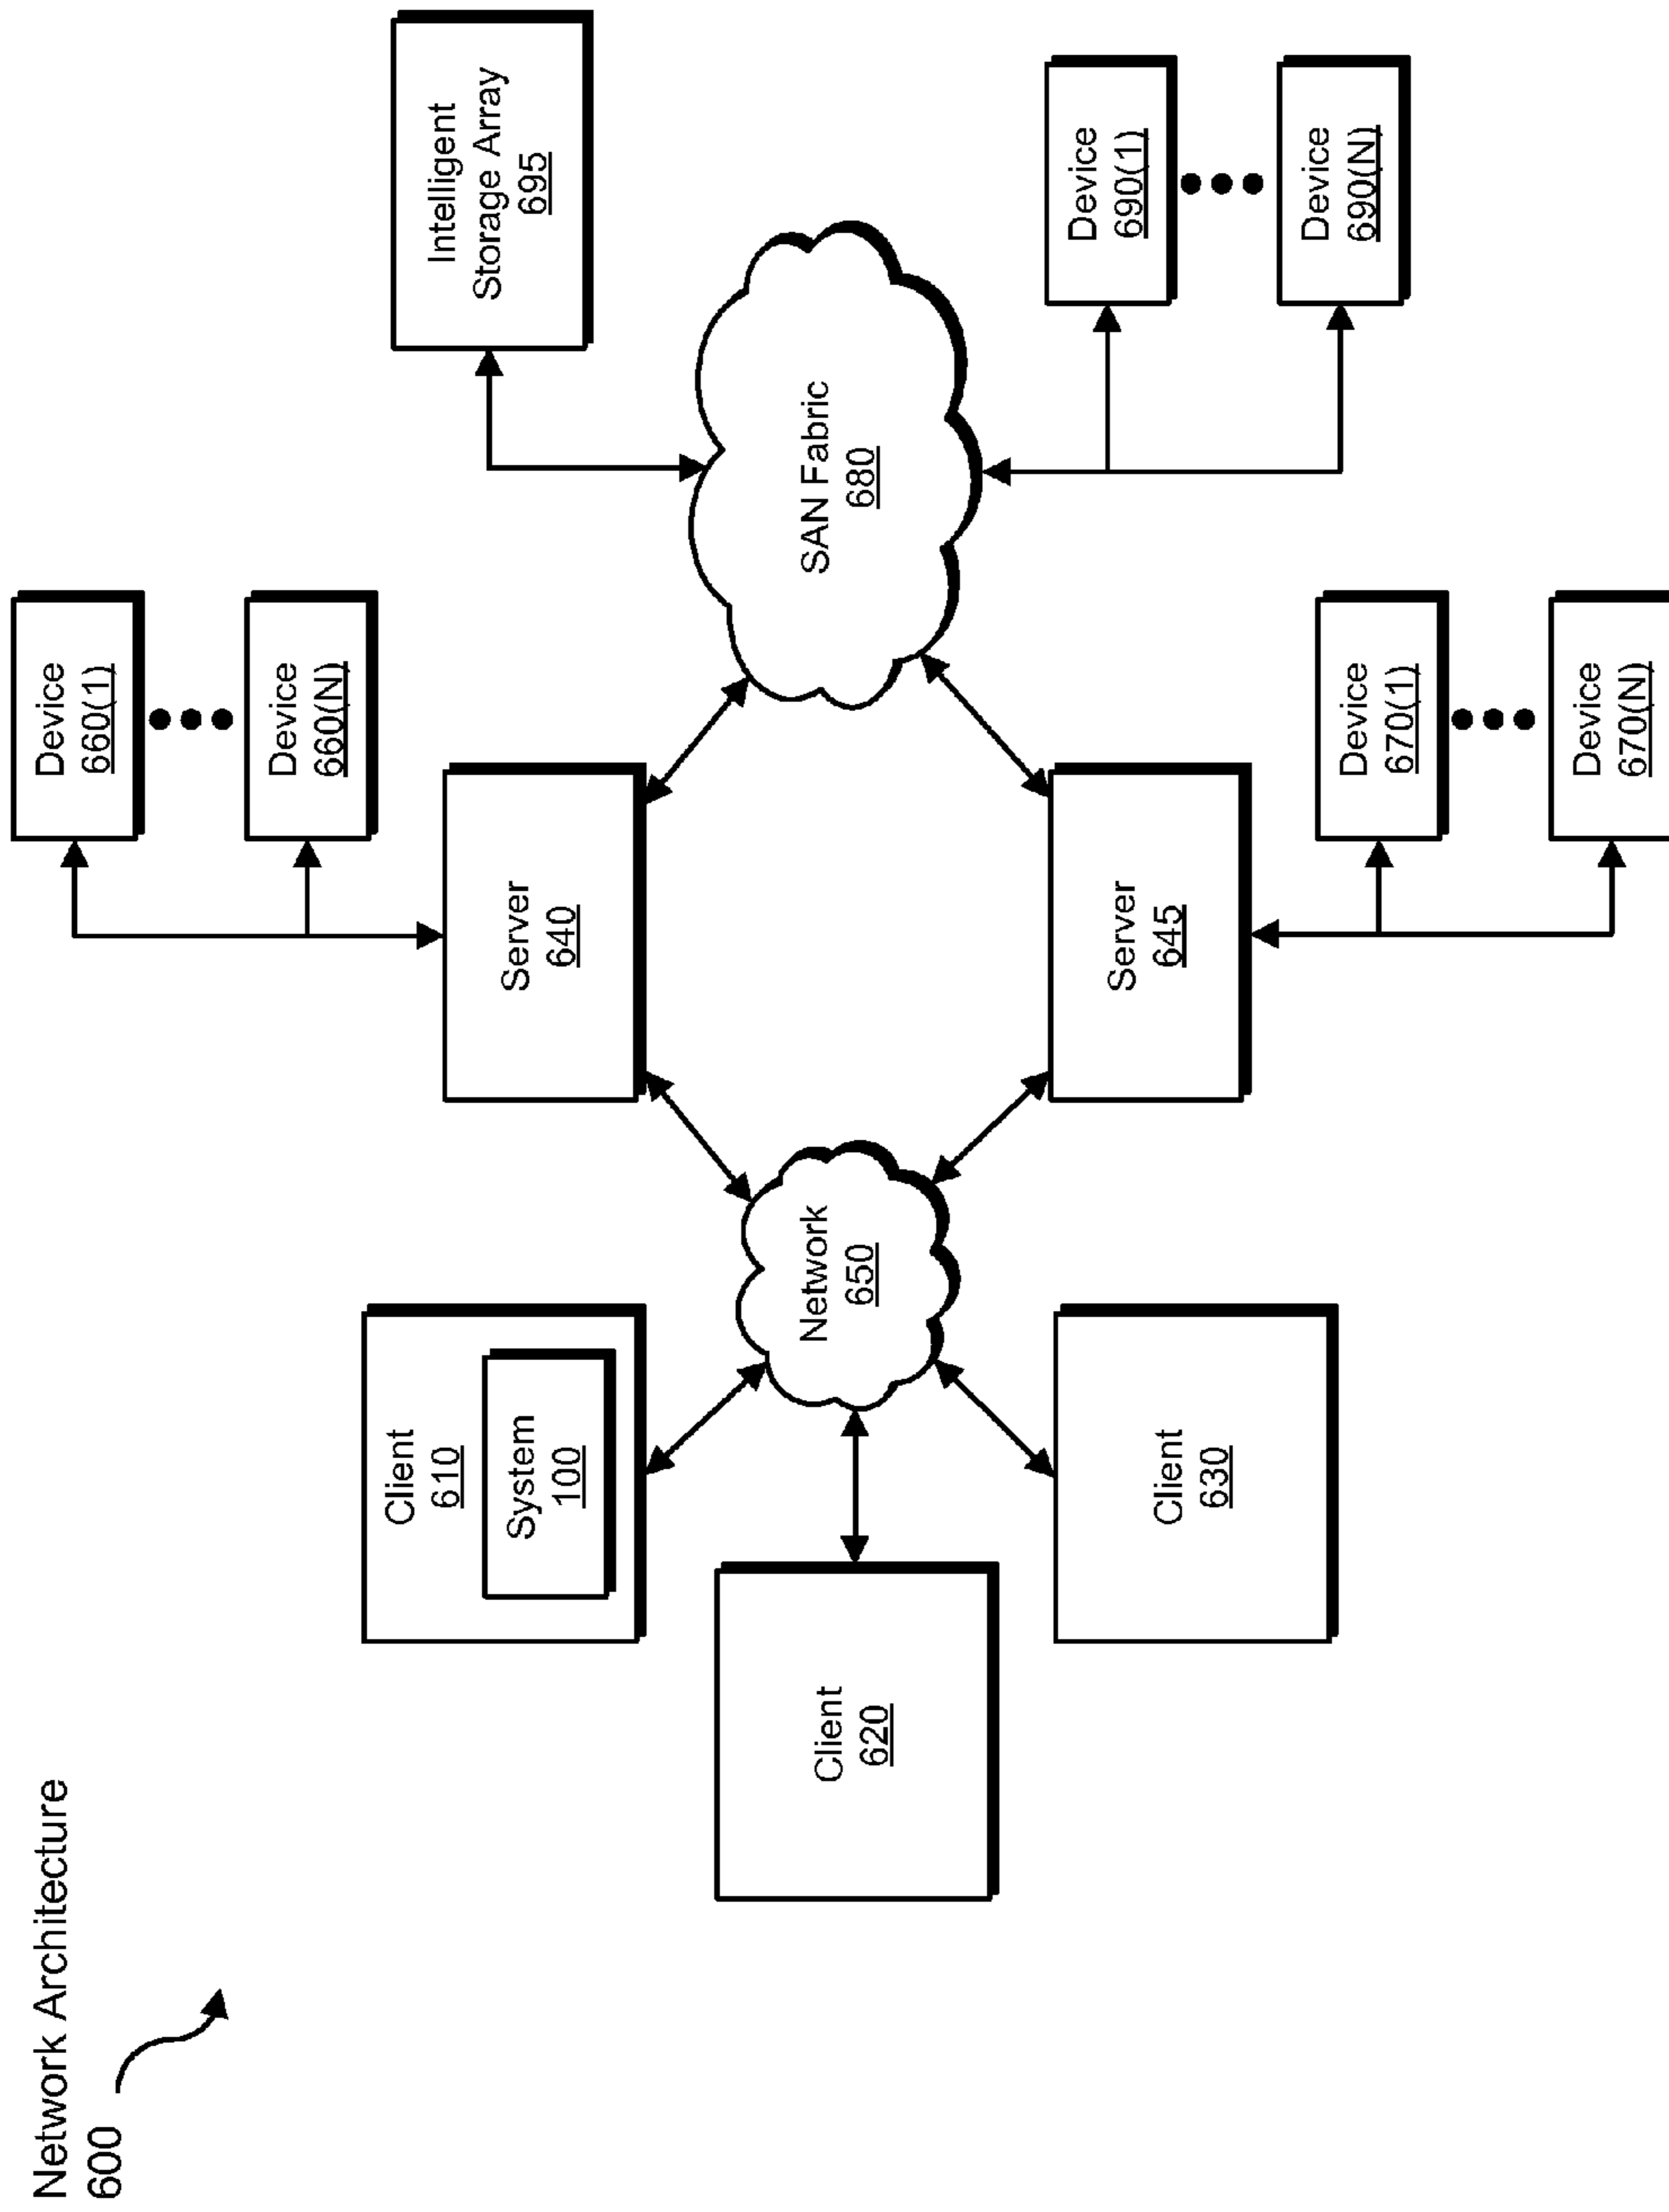 Network Architecture
600
Device
660(1)
Device
660(N)
Client
610
System
100
Server
640
Intelligent
Storage Array
695
Client
620
Network
650
SAN Fabric
680
Client
630
Server
645
Device
690(1)
Device
690(N)
Device
670(1)
Device
670(N)